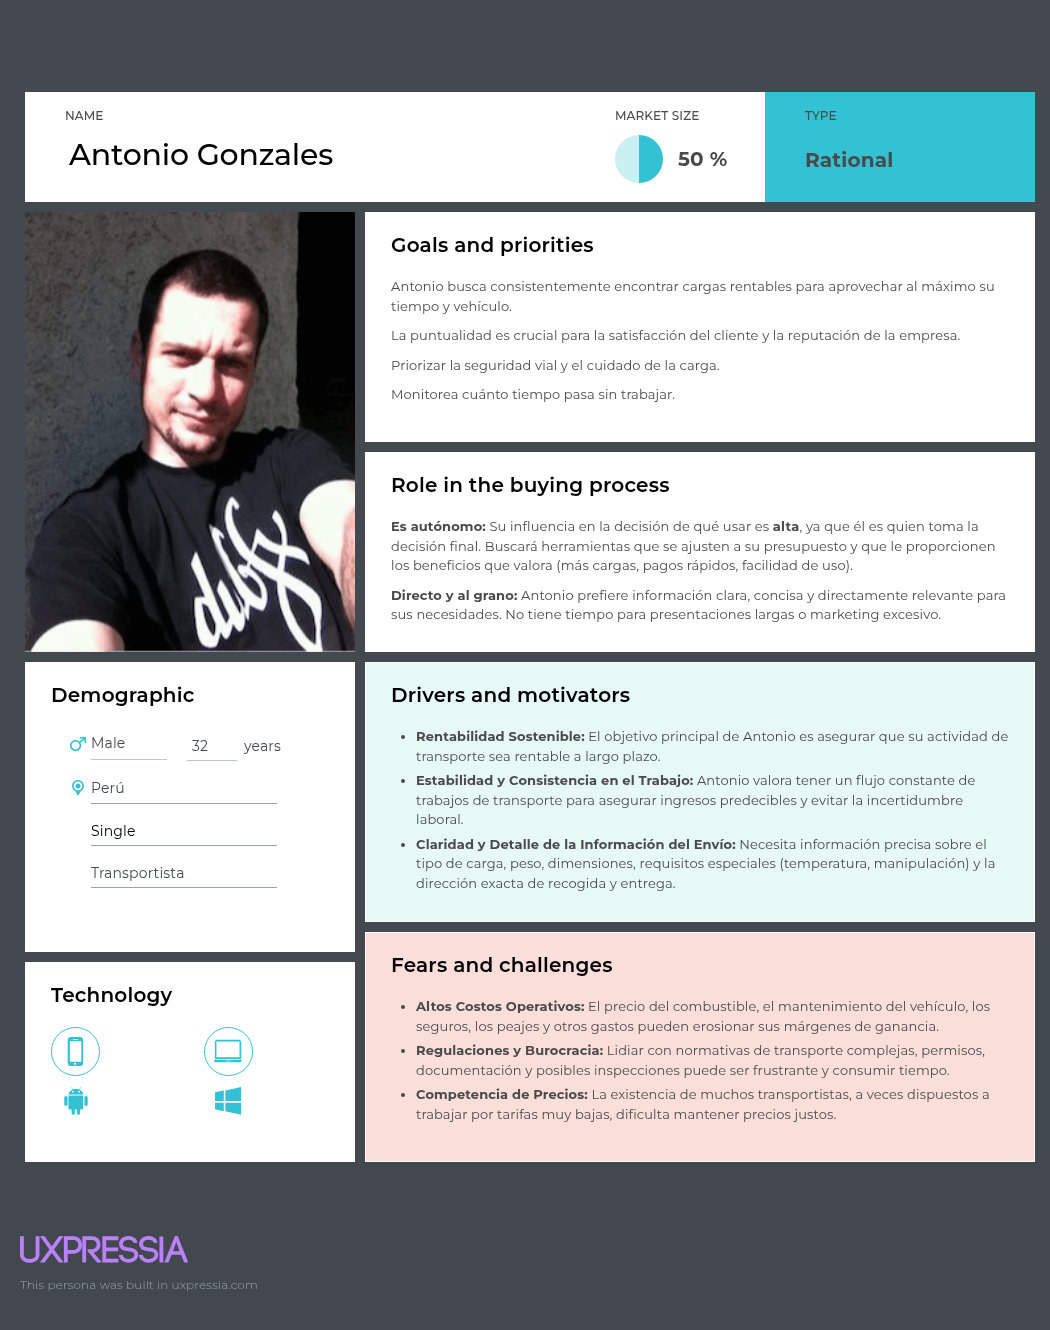 NAME
Antonio Gonzales
MARKET SIZE
50 %
TYPE
Rational
Goals and priorities
Antonio busca consistentemente encontrar cargas rentables para aprovechar al máximo su
tiempo y vehículo.
La puntualidad es crucial para la satisfacción del cliente y la reputación de la empresa.
Priorizar la seguridad vial y el cuidado de la carga.
Monitorea cuánto tiempo pasa sin trabajar.
Role in the buying process
Es autónomo: Su influencia en la decisión de qué usar es alta, ya que él es quien toma la
decisión final. Buscará herramientas que se ajusten a su presupuesto y que le proporcionen
los beneficios que valora (más cargas, pagos rápidos, facilidad de uso).
Directo y al grano: Antonio prefiere información clara, concisa y directamente relevante para
sus necesidades. No tiene tiempo para presentaciones largas o marketing excesivo.
Demographic
Male
32 years
Perú
Single
Transportista
Technology
Drivers and motivators
• Rentabilidad Sostenible: El objetivo principal de Antonio es asegurar que su actividad de
transporte sea rentable a largo plazo.
• Estabilidad y Consistencia en el Trabajo: Antonio valora tener un flujo constante de
trabajos de transporte para asegurar ingresos predecibles y evitar la incertidumbre
laboral.
• Claridad y Detalle de la Información del Envío: Necesita información precisa sobre el
tipo de carga, peso, dimensiones, requisitos especiales (temperatura, manipulación) y la
dirección exacta de recogida y entrega.
Fears and challenges
• Altos Costos Operativos: El precio del combustible, el mantenimiento del vehículo, los
seguros, los peajes y otros gastos pueden erosionar sus márgenes de ganancia.
• Regulaciones y Burocracia: Lidiar con normativas de transporte complejas, permisos,
documentación y posibles inspecciones puede ser frustrante y consumir tiempo.
• Competencia de Precios: La existencia de muchos transportistas, a veces dispuestos a
trabajar por tarifas muy bajas, dificulta mantener precios justos.
UXPRESSIA
This persona was built in uxpressia.com